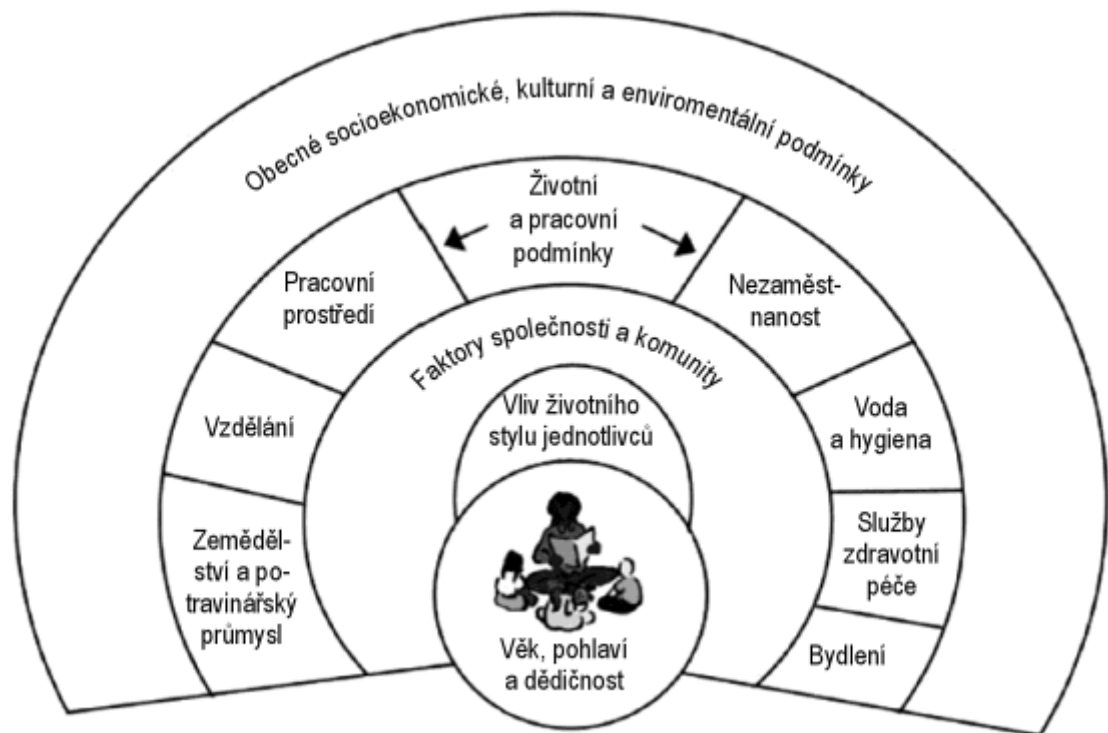 Obecné socioekonomické, kulturní a enviromentální podmínky
Životní
a pracovní
podmínky
Pracovní
prostředí
Nezaměst-
nanost
Faktory společnosti a komunity
Vzdělání
Vliv životního
stylu jednotlivců
Voda
a hygiena
Zeměděl-
ství a po-
travinářský
průmysl
Služby
zdravotní
péče
Věk, pohlaví
a dědičnost
Bydlení